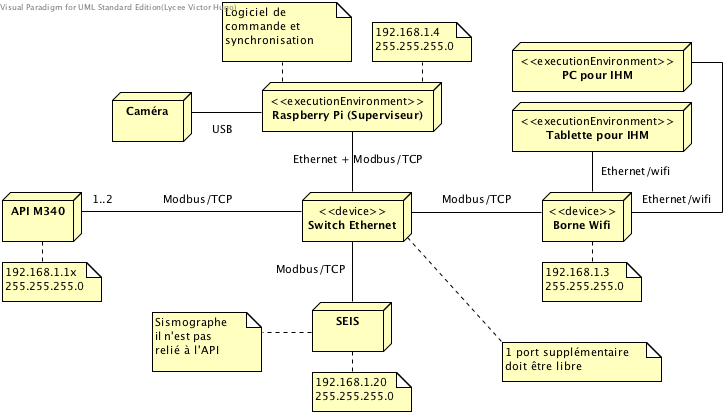 Visual Paradigm for UML Standard Edition(Lycee Victor Hugo)
Logiciel de
commande et
synchronisation
192.168.1.4
255.255.255.0
<<executionEnvironment>>
PC pour IHM
Caméra
USB
<<executionEnvironment>>
Raspberry Pi (Superviseur)
<<executionEnvironment>>
Tablette pour IHM
Ethernet + Modbus/TCP
Ethernet/wifi
API M340
1..2
Modbus/TCP
<<device>>
Switch Ethernet
Modbus/TCP
<<device>>
Borne Wifi
Ethernet/wifi
192.168.1.1x
255.255.255.0
Modbus/TCP
192.168.1.3
255.255.255.0
Sismographe
il n'est pas
relié à l'API
SEIS
1 port supplémentaire
doit être libre
192.168.1.20
255.255.255.0